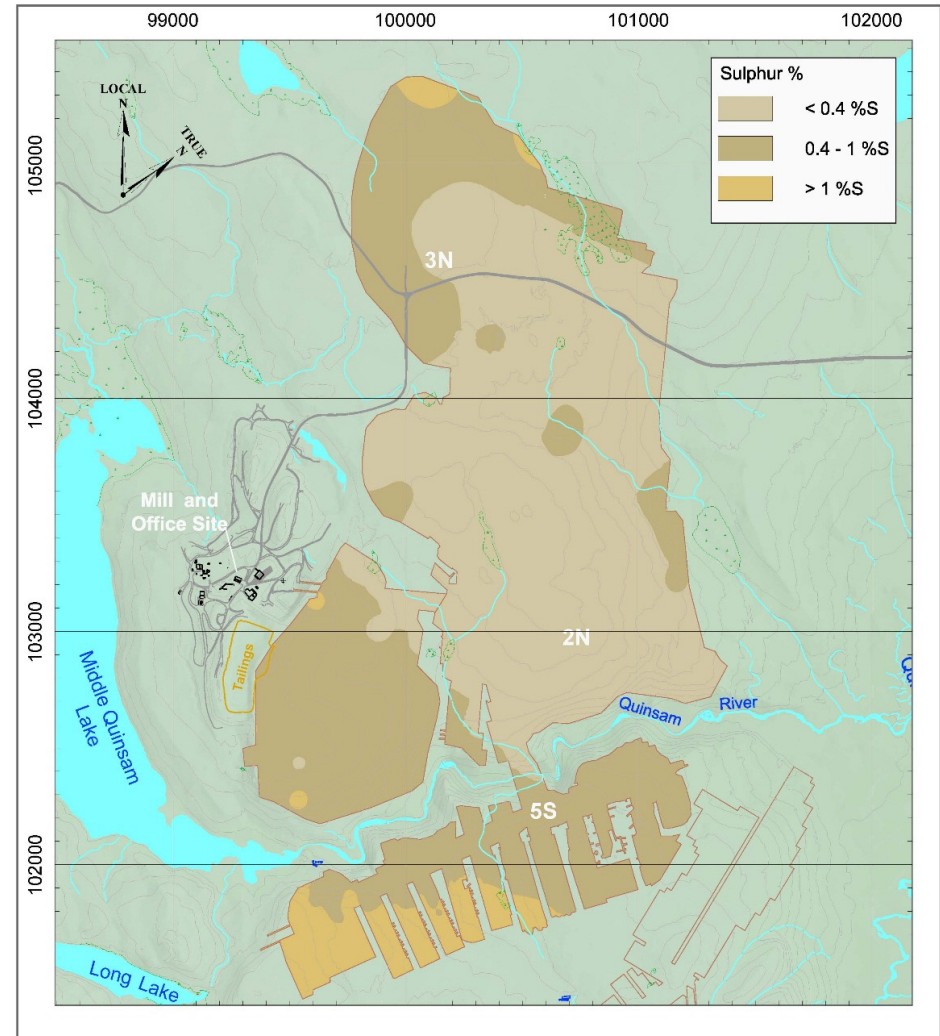 99000
100000
101000
102000
Sulphur %
< 0.4 %S
0.4 - 1 %S
> 1 %S
LOCAL
N
TRUE
N
105000
3N
104000
Mill and
Office Site
103000
2N
Tailings
Middle Quinsam
Lake
Quinsam River
5S
102000
Long Lake